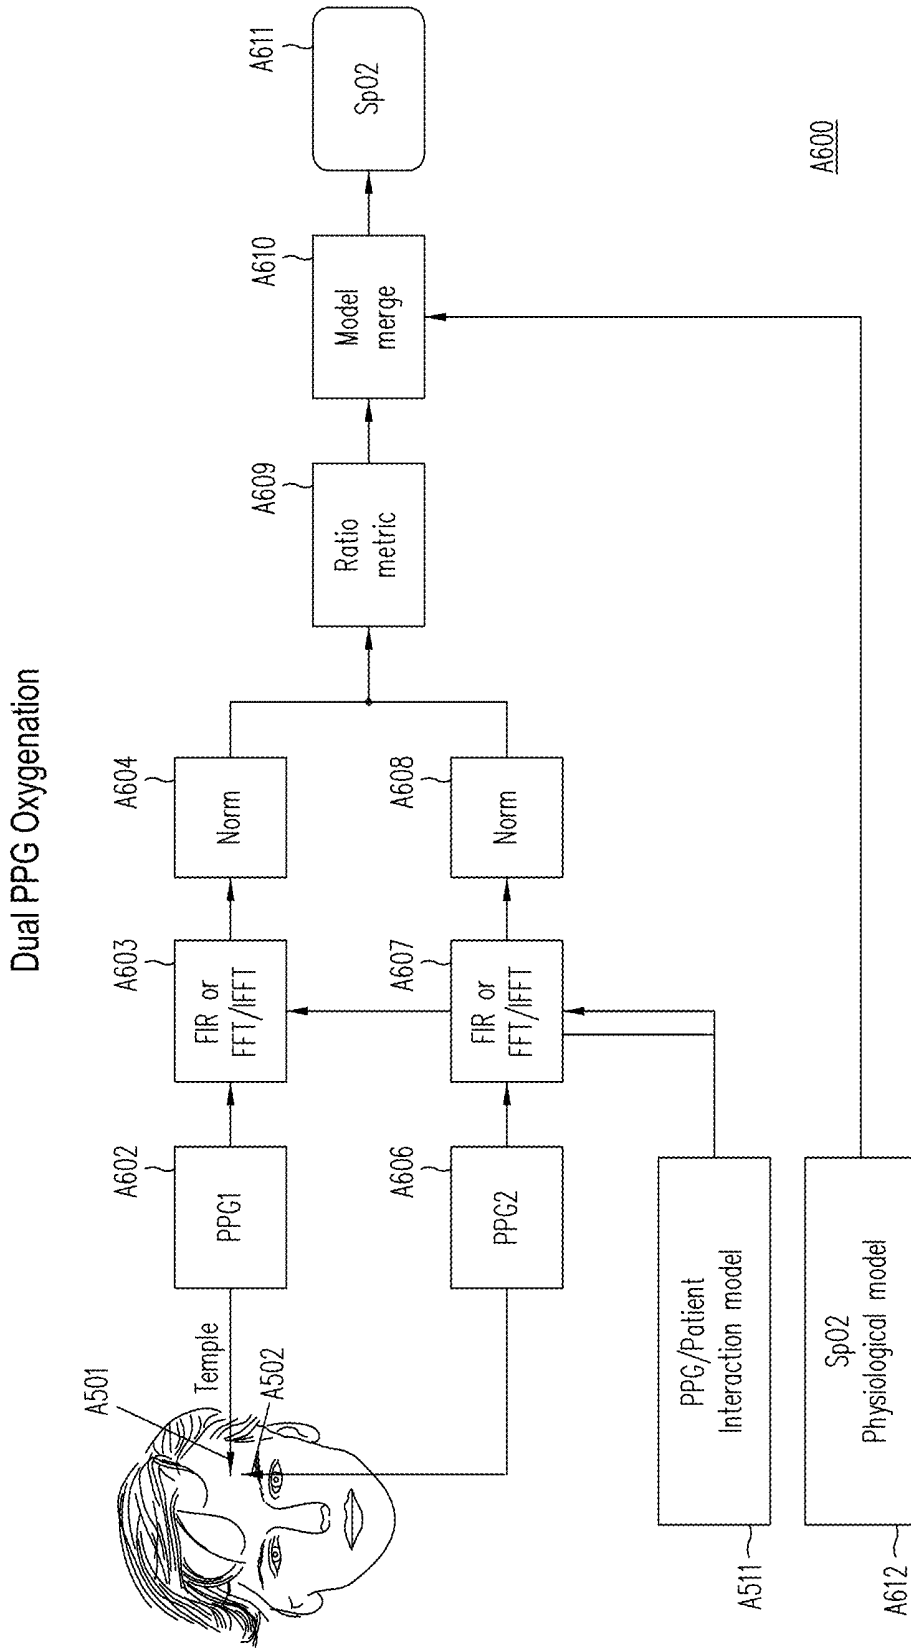 Dual PPG Oxygenation
A501
Temple
A502
A602
PPG1
A603
FIR or
FFT/IFFT
A604
Norm
A606
PPG2
A607
FIR or
FFT/IFFT
A608
Norm
A609
Ratio
metric
A610
Model
merge
A611
SpO2
A511
PPG/Patient
Interaction model
A612
SpO2
Physiological model
A600